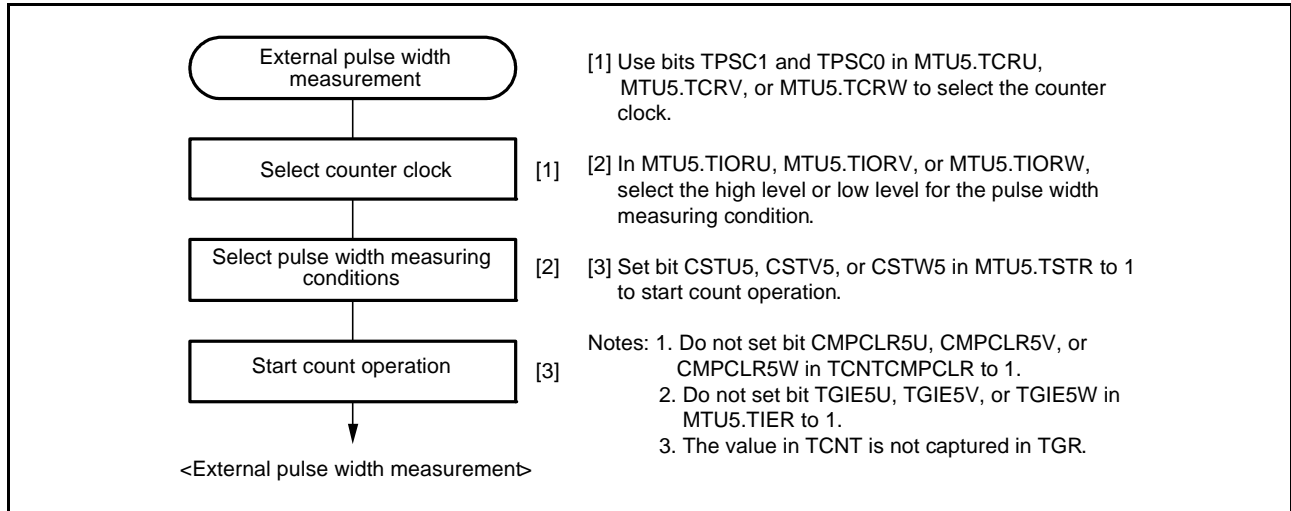 External pulse width
measurement
Select counter clock
[1]
Select pulse width measuring
conditions
[2]
Start count operation
[3]
<External pulse width measurement>
[1] Use bits TPSC1 and TPSC0 in MTU5.TCRU,
MTU5.TCRV, or MTU5.TCRW to select the counter
clock.
[2] In MTU5.TIORU, MTU5.TIORV, or MTU5.TIORW,
select the high level or low level for the pulse width
measuring condition.
[3] Set bit CSTU5, CSTV5, or CSTW5 in MTU5.TSTR to 1
to start count operation.
Notes: 1. Do not set bit CMPCLR5U, CMPCLR5V, or
CMPCLR5W in TCNTCMPCLR to 1.
2. Do not set bit TGIE5U, TGIE5V, or TGIE5W in
MTU5.TIER to 1.
3. The value in TCNT is not captured in TGR.